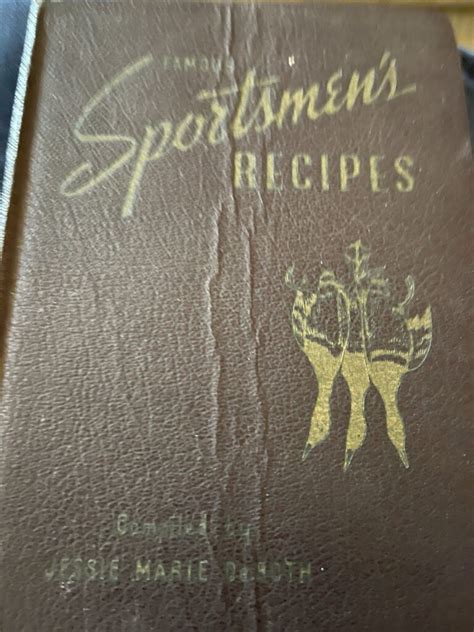 FAMOUS
Sportsmen's
RECIPES
Compiled by
JESSIE MARIE DeBOTH